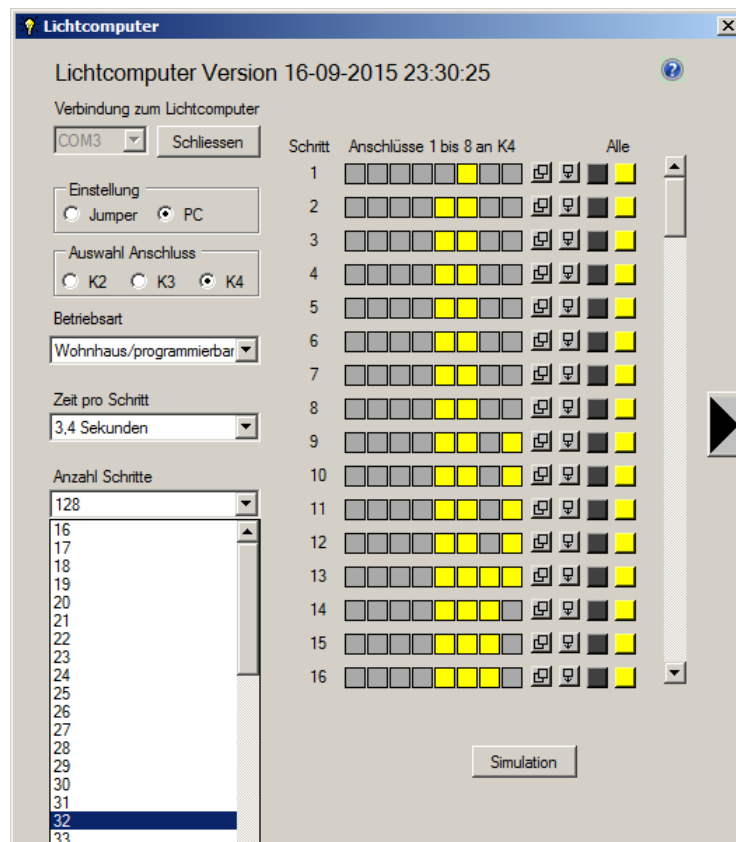 Lichtcomputer
Lichtcomputer Version 16-09-2015 23:30:25
Verbindung zum Lichtcomputer
COM3
Schliessen
Einstellung
Jumper
PC
Auswahl Anschluss
K2
K3
K4
Betriebsart
Wohnhaus/programmierbar
Zeit pro Schritt
3,4 Sekunden
Anzahl Schritte
128
16
17
18
19
20
21
22
23
24
25
26
27
28
29
30
31
32
33
Schritt Anschlüsse 1 bis 8 an K4 Alle
1
2
3
4
5
6
7
8
9
10
11
12
13
14
15
16
Simulation